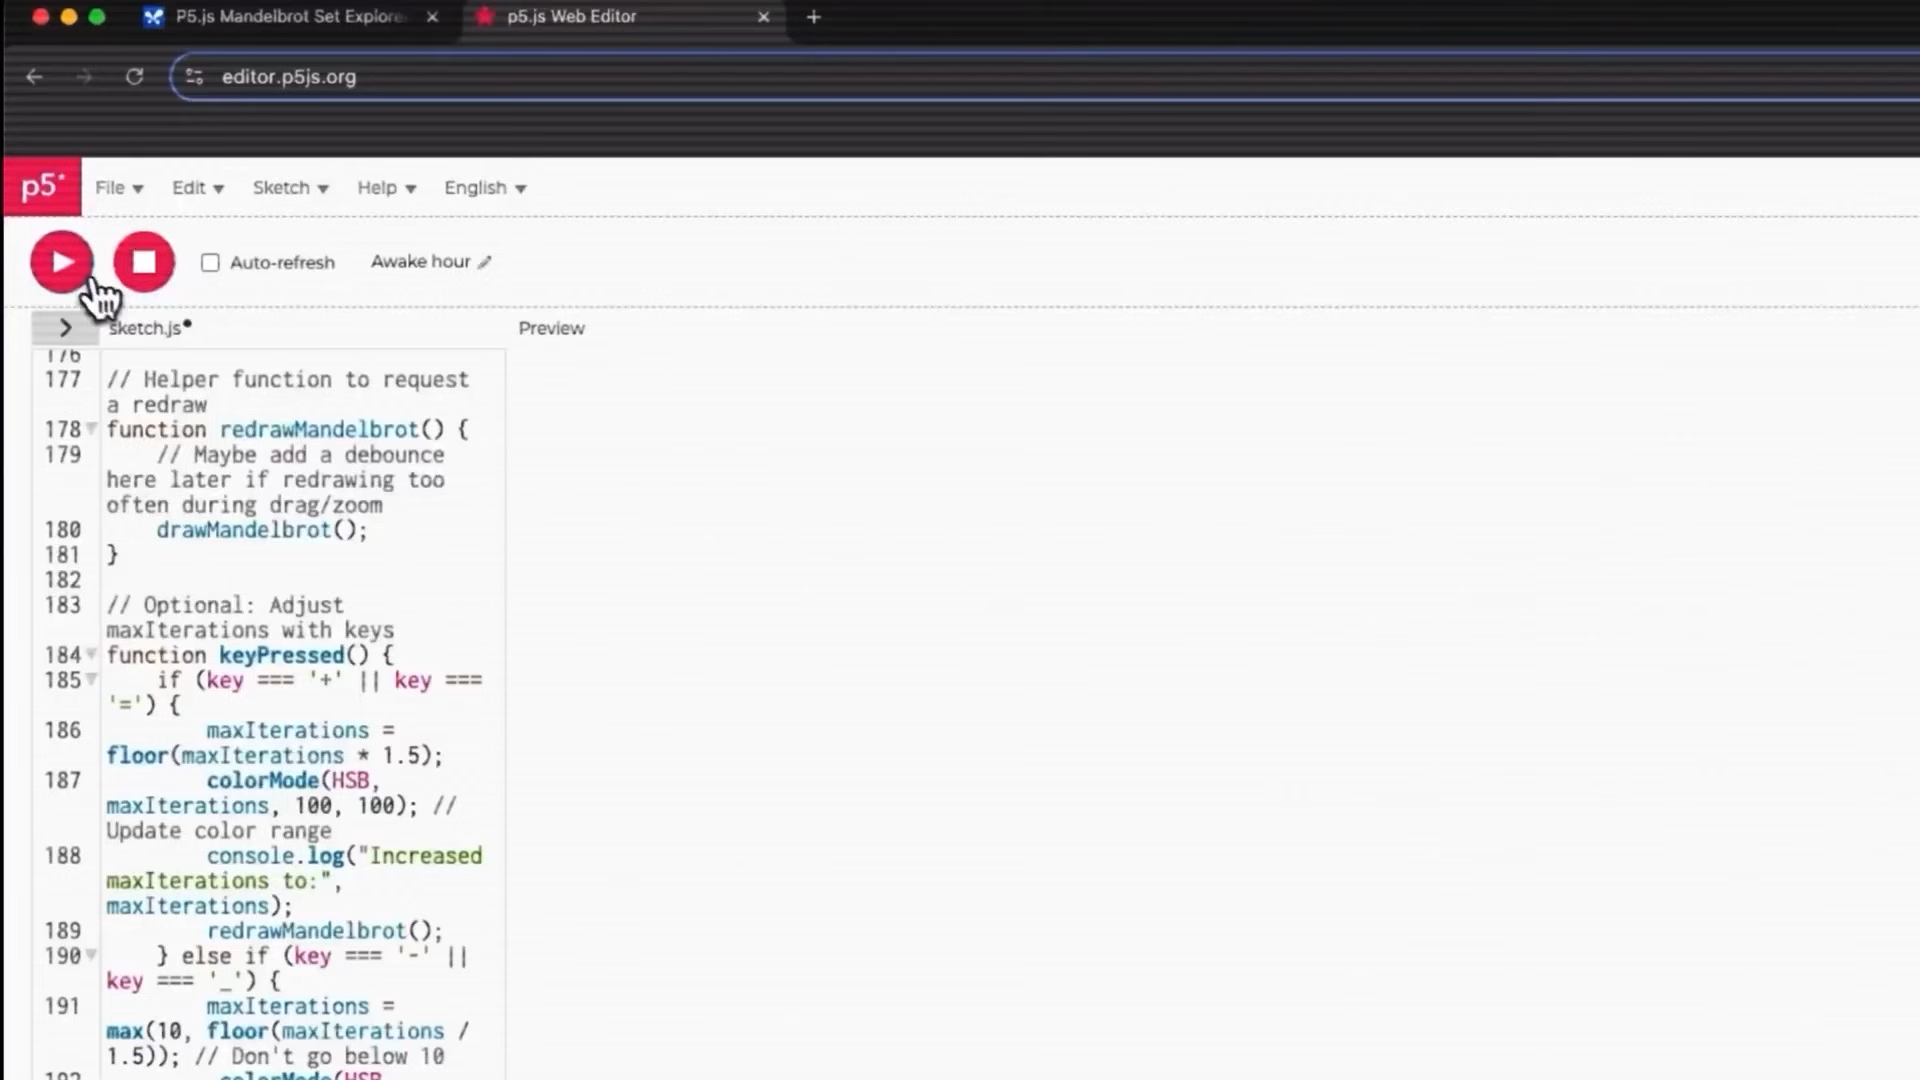 P5.js Mandelbrot Set Explore
p5.js Web Editor
editor.p5js.org
p5*
File
Edit
Sketch
Help
English
Auto-refresh
Awake hour
sketch.js
Preview
176
177 // Helper function to request
a redraw
178 function redrawMandelbrot() {
179     // Maybe add a debounce
here later if redrawing too
often during drag/zoom
180     drawMandelbrot();
181 }
182
183 // Optional: Adjust
maxIterations with keys
184 function keyPressed() {
185     if (key === '+' || key ===
'=') {
186         maxIterations =
floor(maxIterations * 1.5);
187         colorMode(HSB,
maxIterations, 100, 100); //
Update color range
188         console.log("Increased
maxIterations to:",
maxIterations);
189         redrawMandelbrot();
190     } else if (key === '-' ||
key === '_') {
191         maxIterations =
max(10, floor(maxIterations /
1.5)); // Don't go below 10
192         colorMode(HSB,